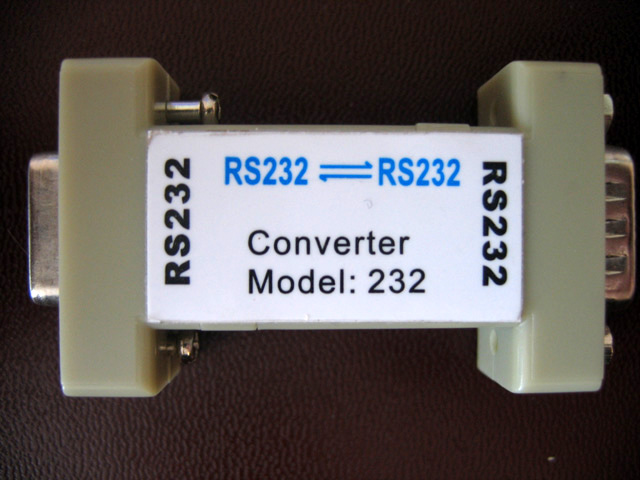 RS232
RS232 ⇌ RS232
Converter
Model: 232
RS232